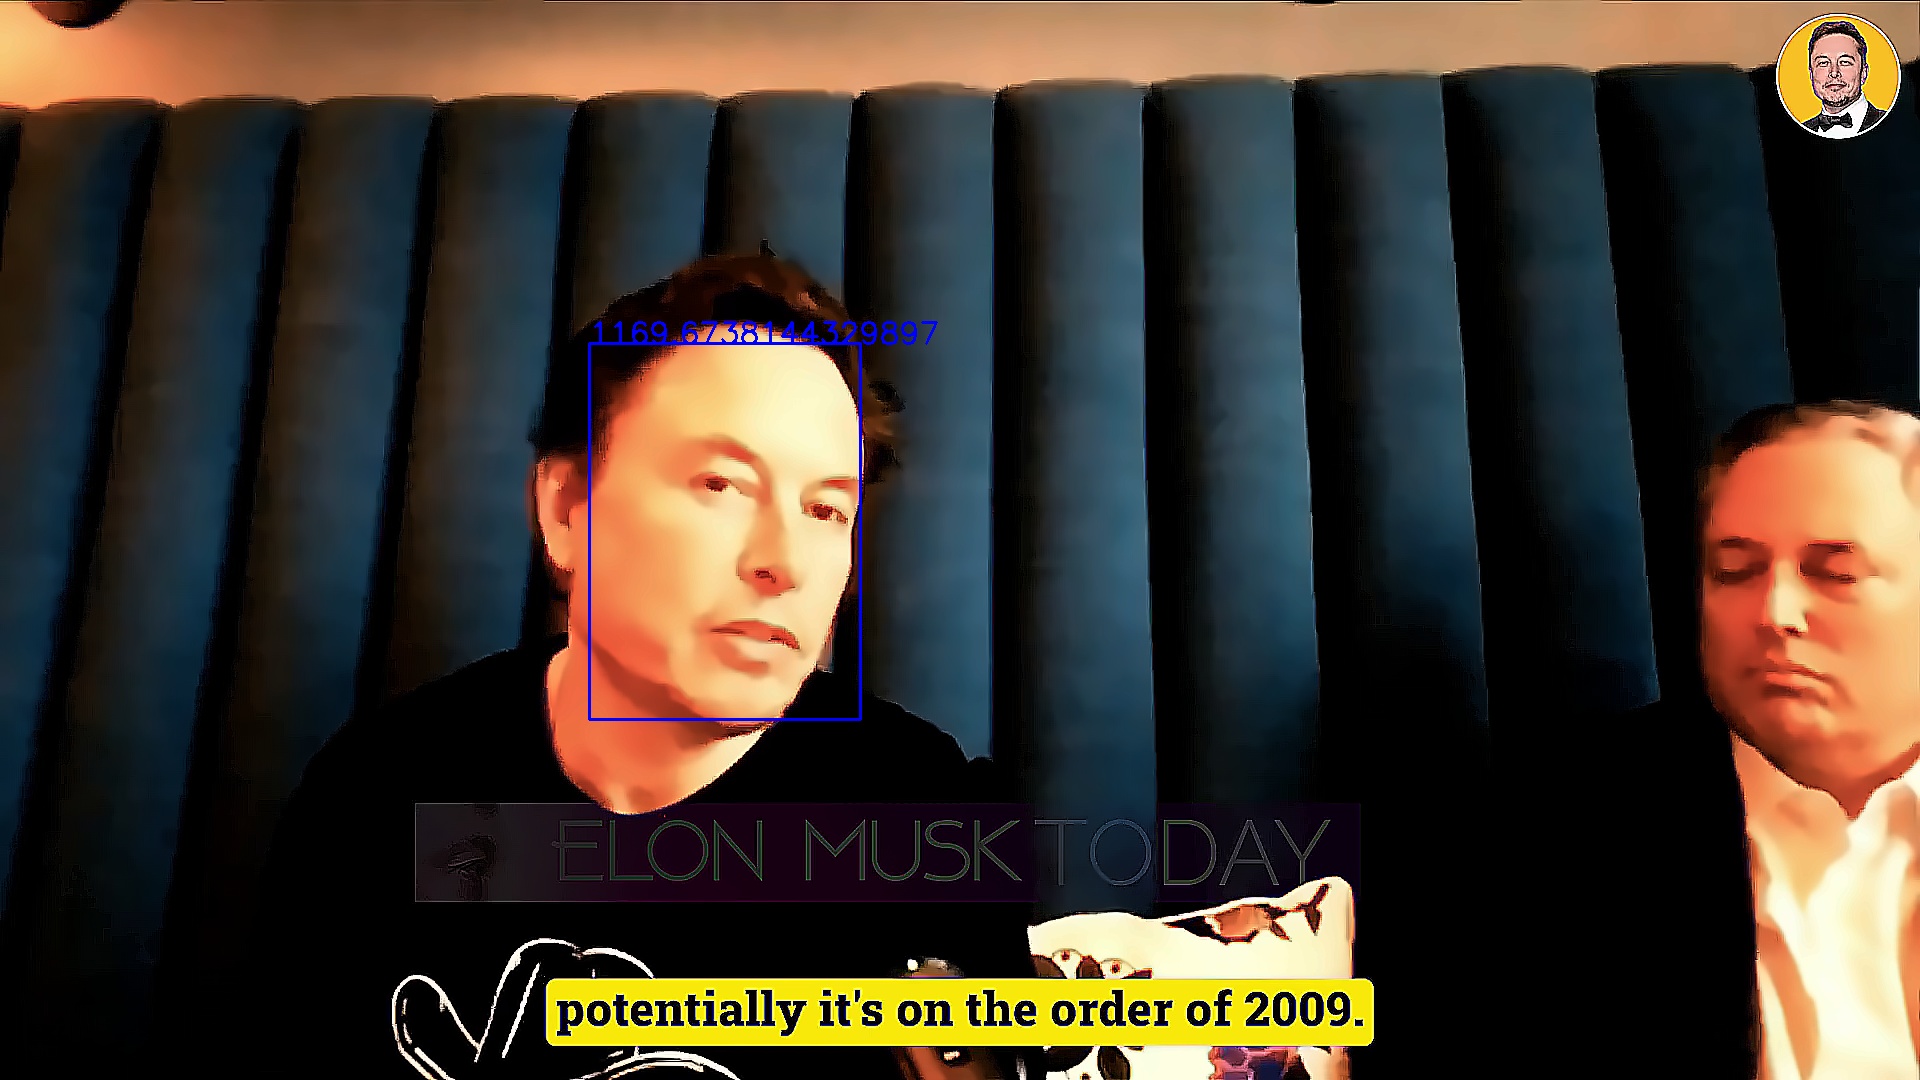 1169.6738144329897
ELON MUSK TODAY
potentially it's on the order of 2009.